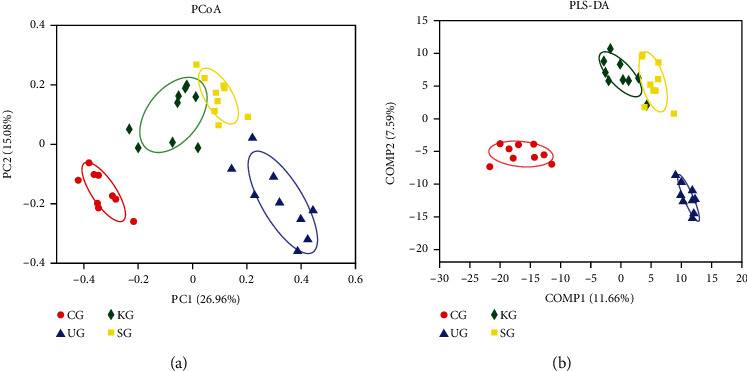 PCoA
0.4
0.2
0
−0.2
−0.4
PC2 (15.08%)
−0.4 −0.2 0 0.2 0.4 0.6
PC1 (26.96%)
CG KG
UG SG
(a)
PLS-DA
15
10
5
0
−5
−10
−15
−20
COMP2 (7.59%)
−30 −25 −20 −15 −10 −5 0 5 10 15 20
COMP1 (11.66%)
CG KG
UG SG
(b)